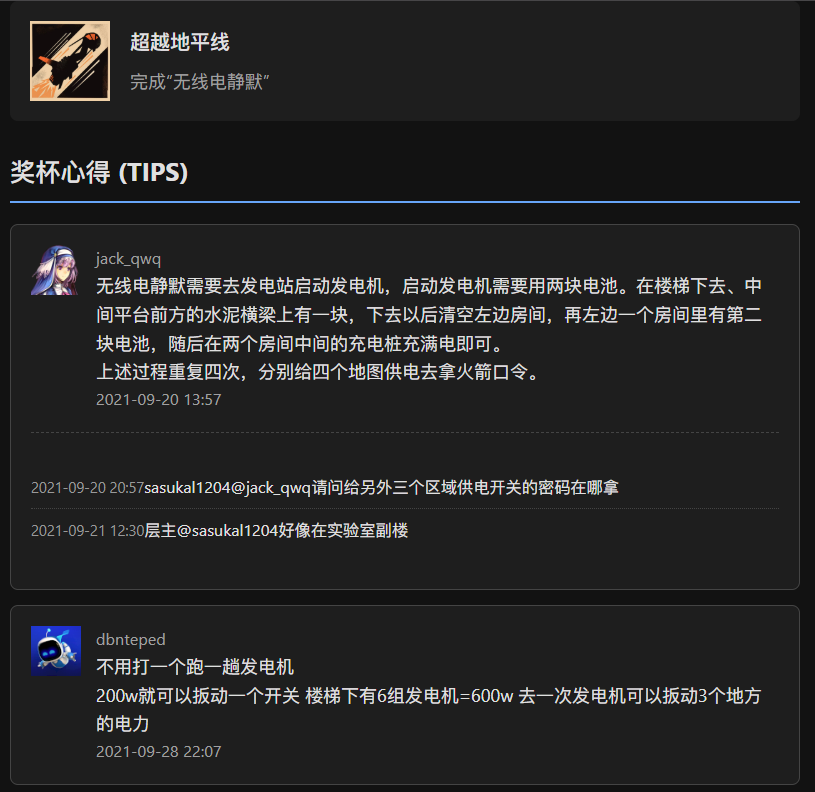 超越地平线
完成“无线电静默”
奖杯心得 (TIPS)
jack_qwq
无线电静默需要去发电站启动发电机，启动发电机需要用两块电池。在楼梯下去、中
间平台前方的水泥横梁上有一块，下去以后清空左边房间，再左边一个房间里有第二
块电池，随后在两个房间中间的充电桩充满电即可。
上述过程重复四次，分别给四个地图供电去拿火箭口令。
2021-09-20 13:57
2021-09-20 20:57sasukal1204@jack_qwq请问给另外三个区域供电开关的密码在哪拿
2021-09-21 12:30层主@sasukal1204好像在实验室副楼
dbnteped
不用打一个跑一趟发电机
200w就可以扳动一个开关 楼梯下有6组发电机=600w 去一次发电机可以扳动3个地方
的电力
2021-09-28 22:07